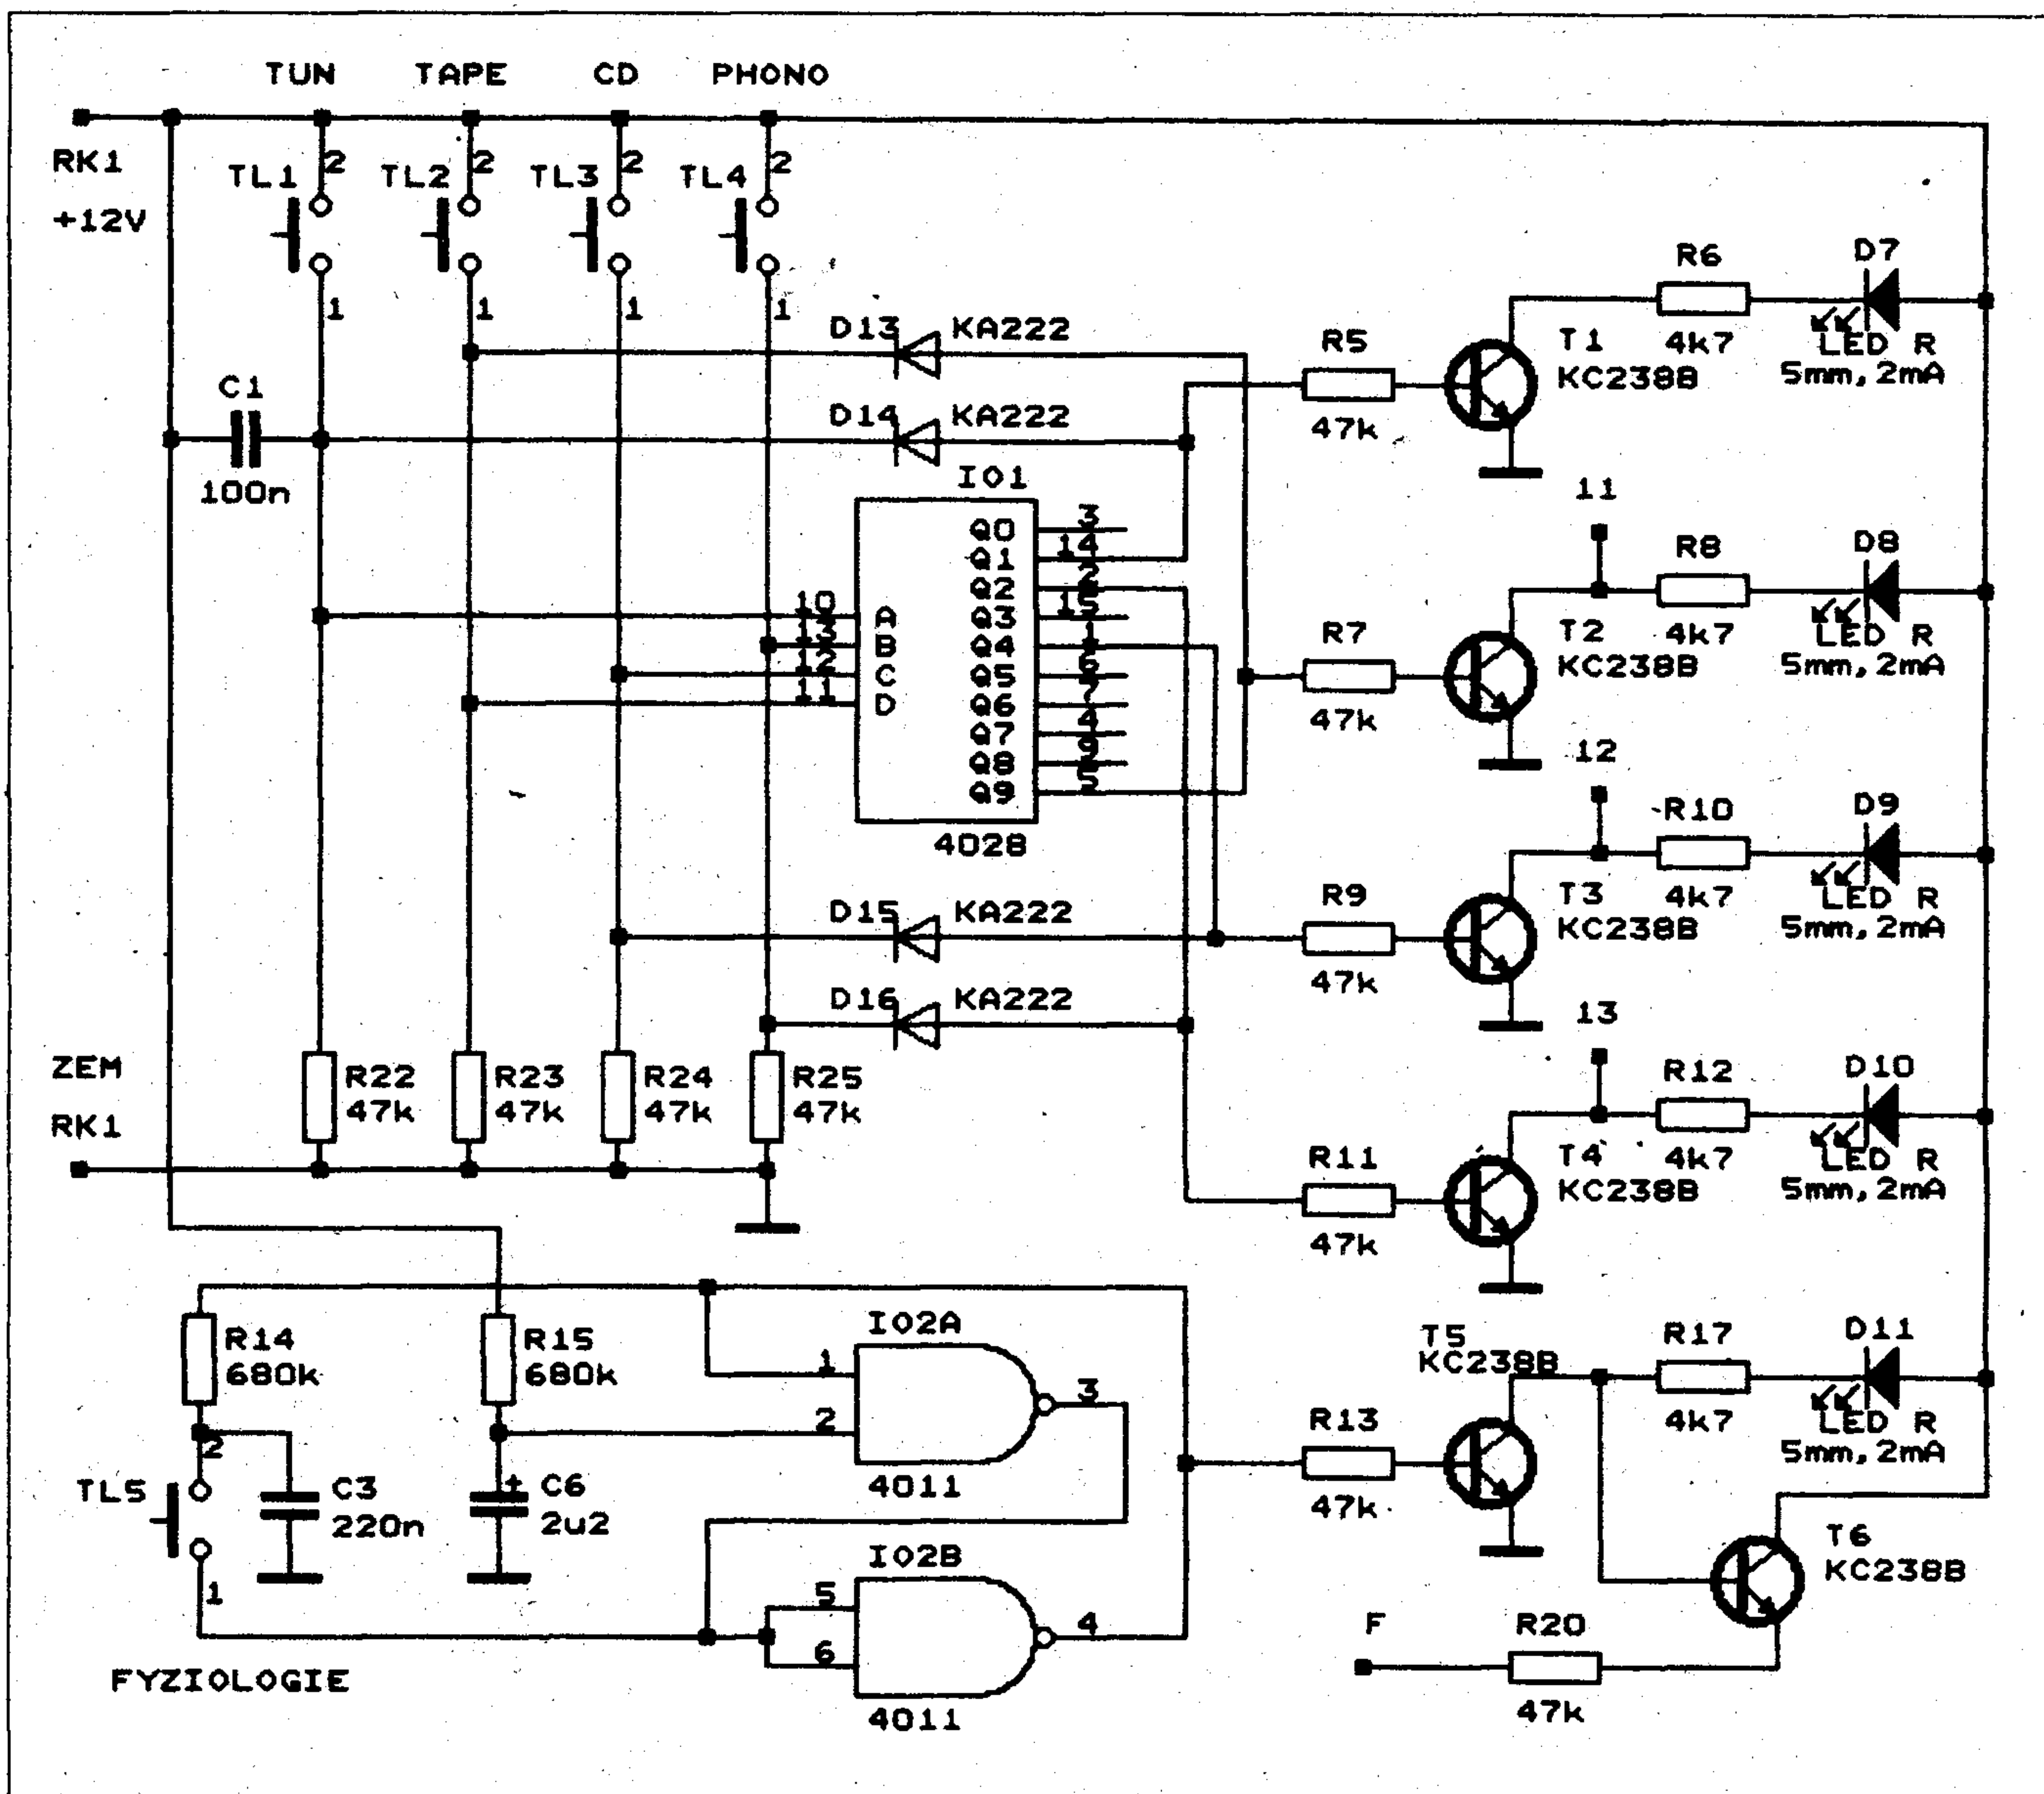 TUN TAPE CD PHONO
RK1
+12V
TL1 2
TL2 2
TL3 2
TL4 2
1 1 1 1
C1
100n
D13 KA222
D14 KA222
IO1
Q0 3
Q1 14
Q2 2
Q3 15
Q4 1
Q5 6
Q6 7
Q7 4
Q8 9
Q9 5
10 A
13 B
12 C
11 D
4028
D15 KA222
D16 KA222
R5
47k
T1
KC238B
R6
4k7
D7
LED R
5mm, 2mA
11
R7
47k
T2
KC238B
R8
4k7
D8
LED R
5mm, 2mA
12
R9
47k
T3
KC238B
R10
4k7
D9
LED R
5mm, 2mA
13
R11
47k
T4
KC238B
R12
4k7
D10
LED R
5mm, 2mA
ZEM
RK1
R22
47k
R23
47k
R24
47k
R25
47k
R14
680k
R15
680k
IO2A
1
2
3
4011
2
TL5
1
C3
220n
+ C6
2u2
IO2B
5
6
4
4011
FYZIOLOGIE
R13
47k
T5
KC238B
R17
4k7
D11
LED R
5mm, 2mA
T6
KC238B
F
R20
47k